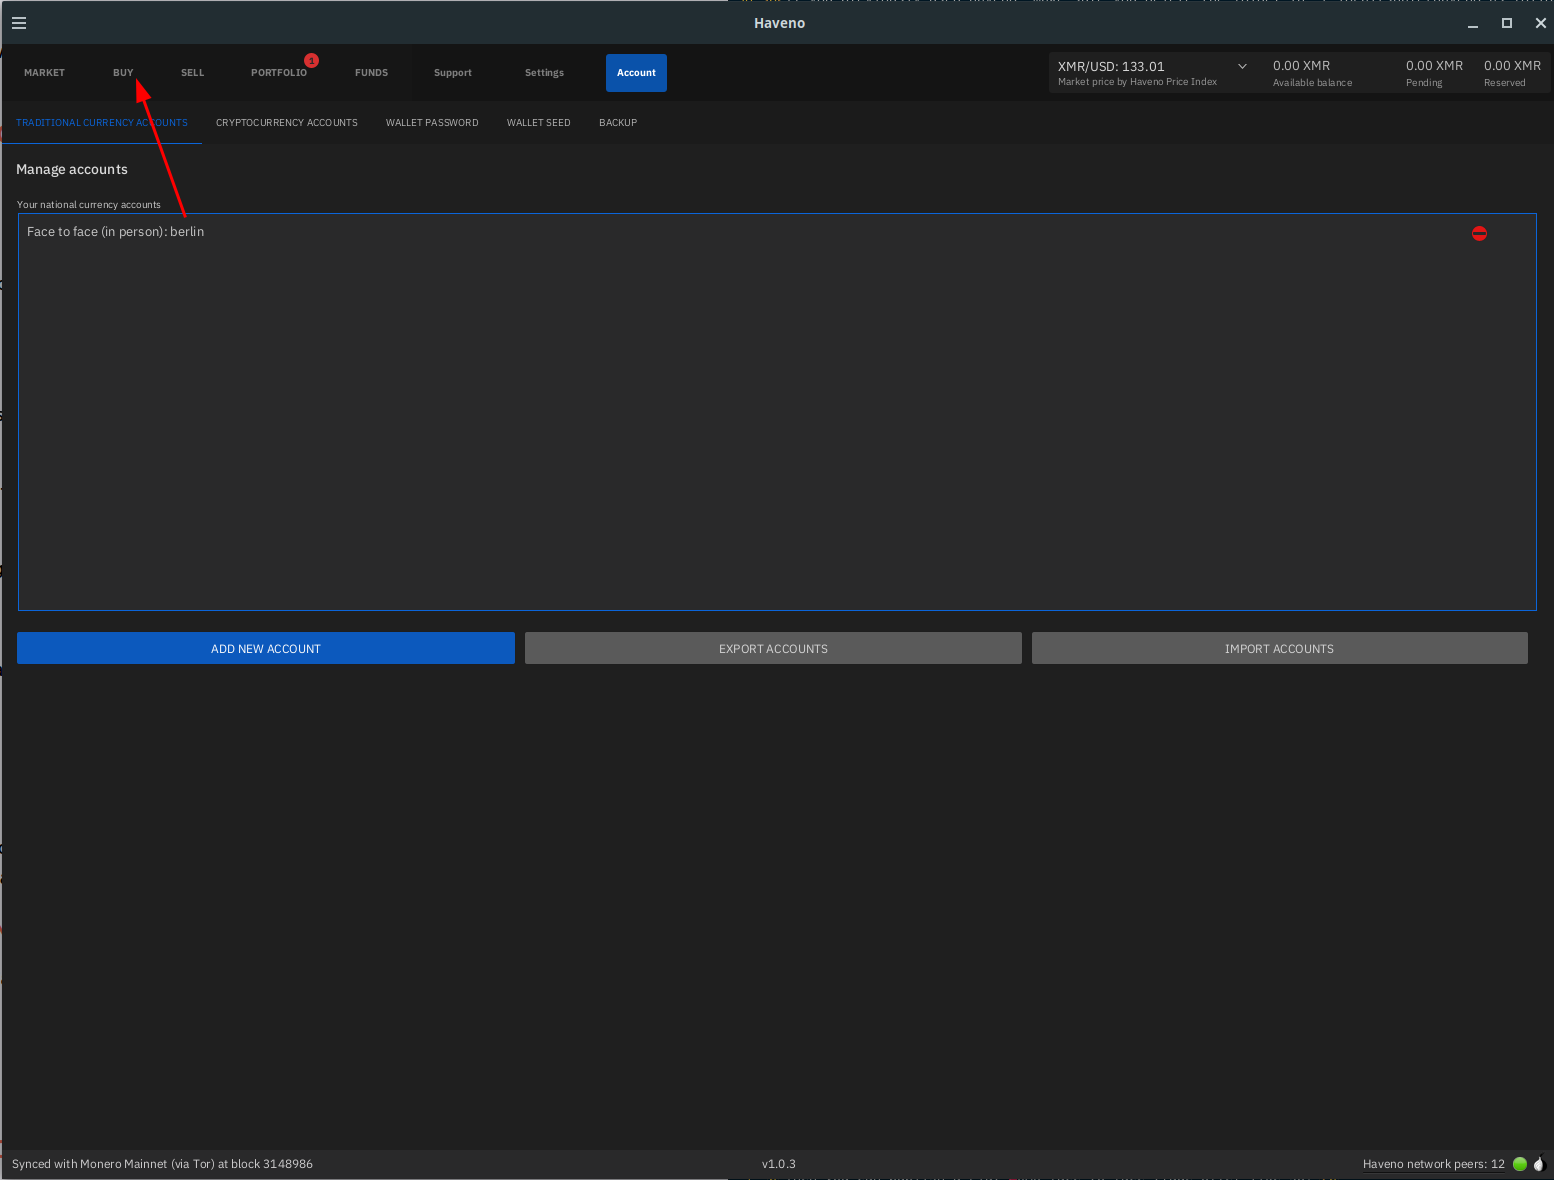 Haveno
MARKET BUY SELL PORTFOLIO 1 FUNDS Support Settings Account
XMR/USD: 133.01 0.00 XMR 0.00 XMR 0.00 XMR
Market price by Haveno Price Index Available balance Pending Reserved
TRADITIONAL CURRENCY ACCOUNTS CRYPTOCURRENCY ACCOUNTS WALLET PASSWORD WALLET SEED BACKUP
Manage accounts
Your national currency accounts
Face to face (in person): berlin
ADD NEW ACCOUNT EXPORT ACCOUNTS IMPORT ACCOUNTS
Synced with Monero Mainnet (via Tor) at block 3148986 v1.0.3 Haveno network peers: 12